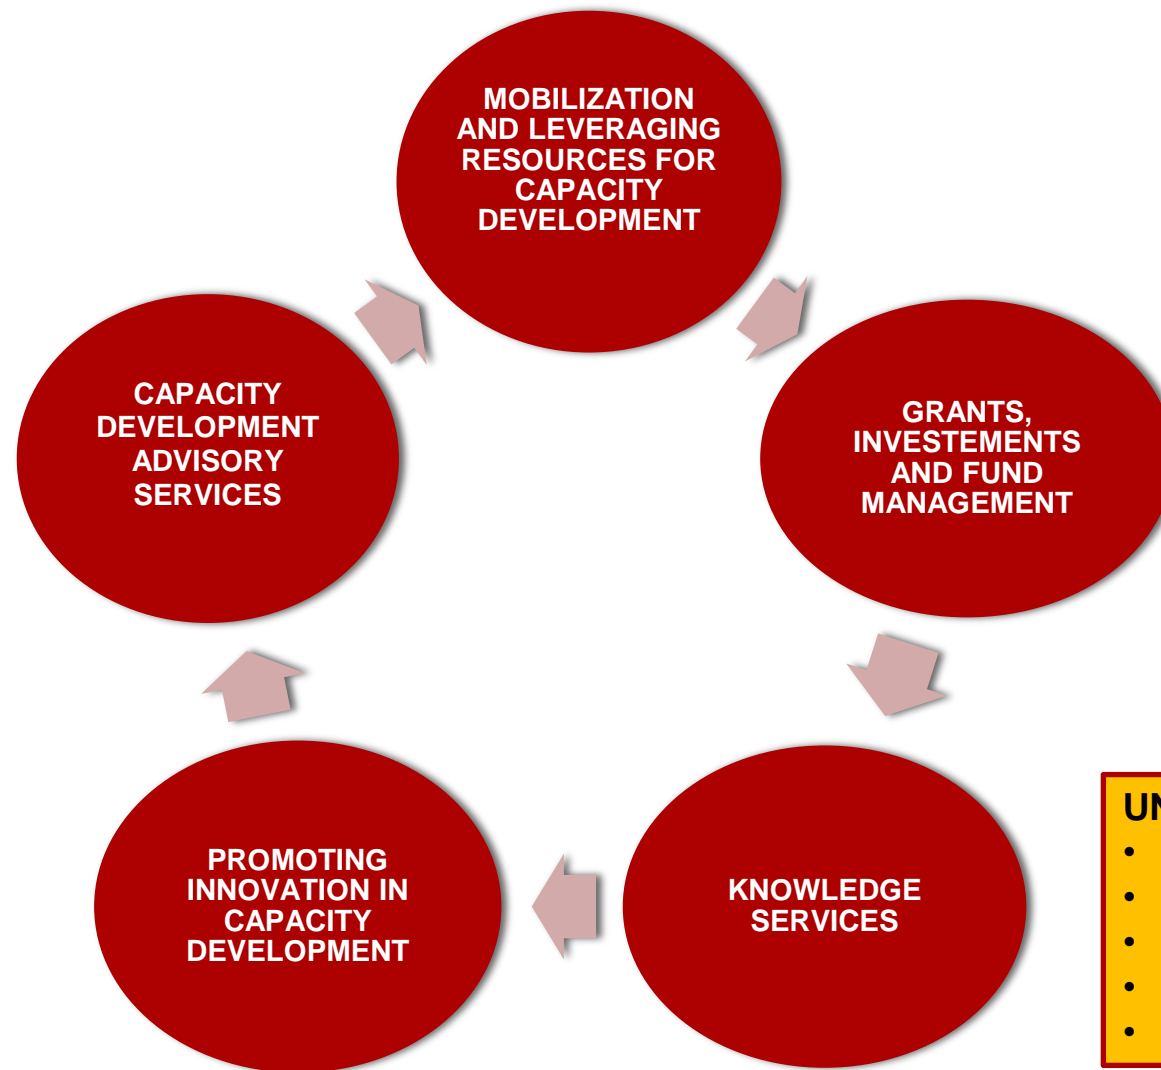 MOBILIZATION
AND LEVERAGING
RESOURCES FOR
CAPACITY
DEVELOPMENT
GRANTS,
INVESTEMENTS
AND FUND
MANAGEMENT
KNOWLEDGE
SERVICES
PROMOTING
INNOVATION IN
CAPACITY
DEVELOPMENT
CAPACITY
DEVELOPMENT
ADVISORY
SERVICES